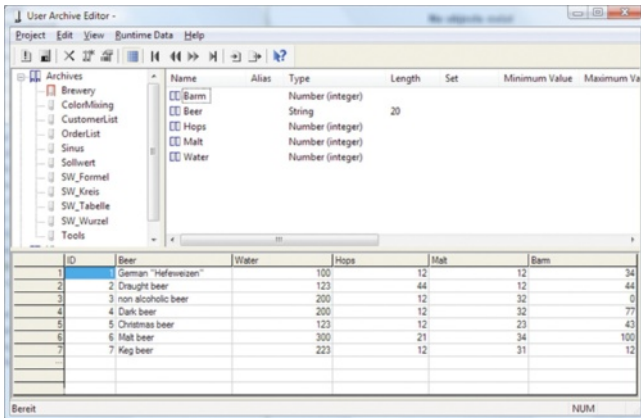 User Archive Editor -
No objects exist
Project Edit View Runtime Data Help
Archives
Brewery
ColorMixing
CustomerList
OrderList
Sinus
Sollwert
SW_Formel
SW_Kreis
SW_Tabelle
SW_Wurzel
Tools
Name Alias Type Length Set Minimum Value Maximum Va
Barm Number (integer)
Beer String 20
Hops Number (integer)
Malt Number (integer)
Water Number (integer)
ID Beer Water Hops Malt Barm
1 1 German "Hefeweizen" 100 12 12 34
2 2 Draught beer 123 44 12 44
3 3 non alcoholic beer 200 12 32 0
4 4 Dark beer 200 12 32 77
5 5 Christmas beer 123 12 23 43
6 6 Malt beer 300 21 34 100
7 7 Keg beer 223 12 31 12
...
Bereit NUM